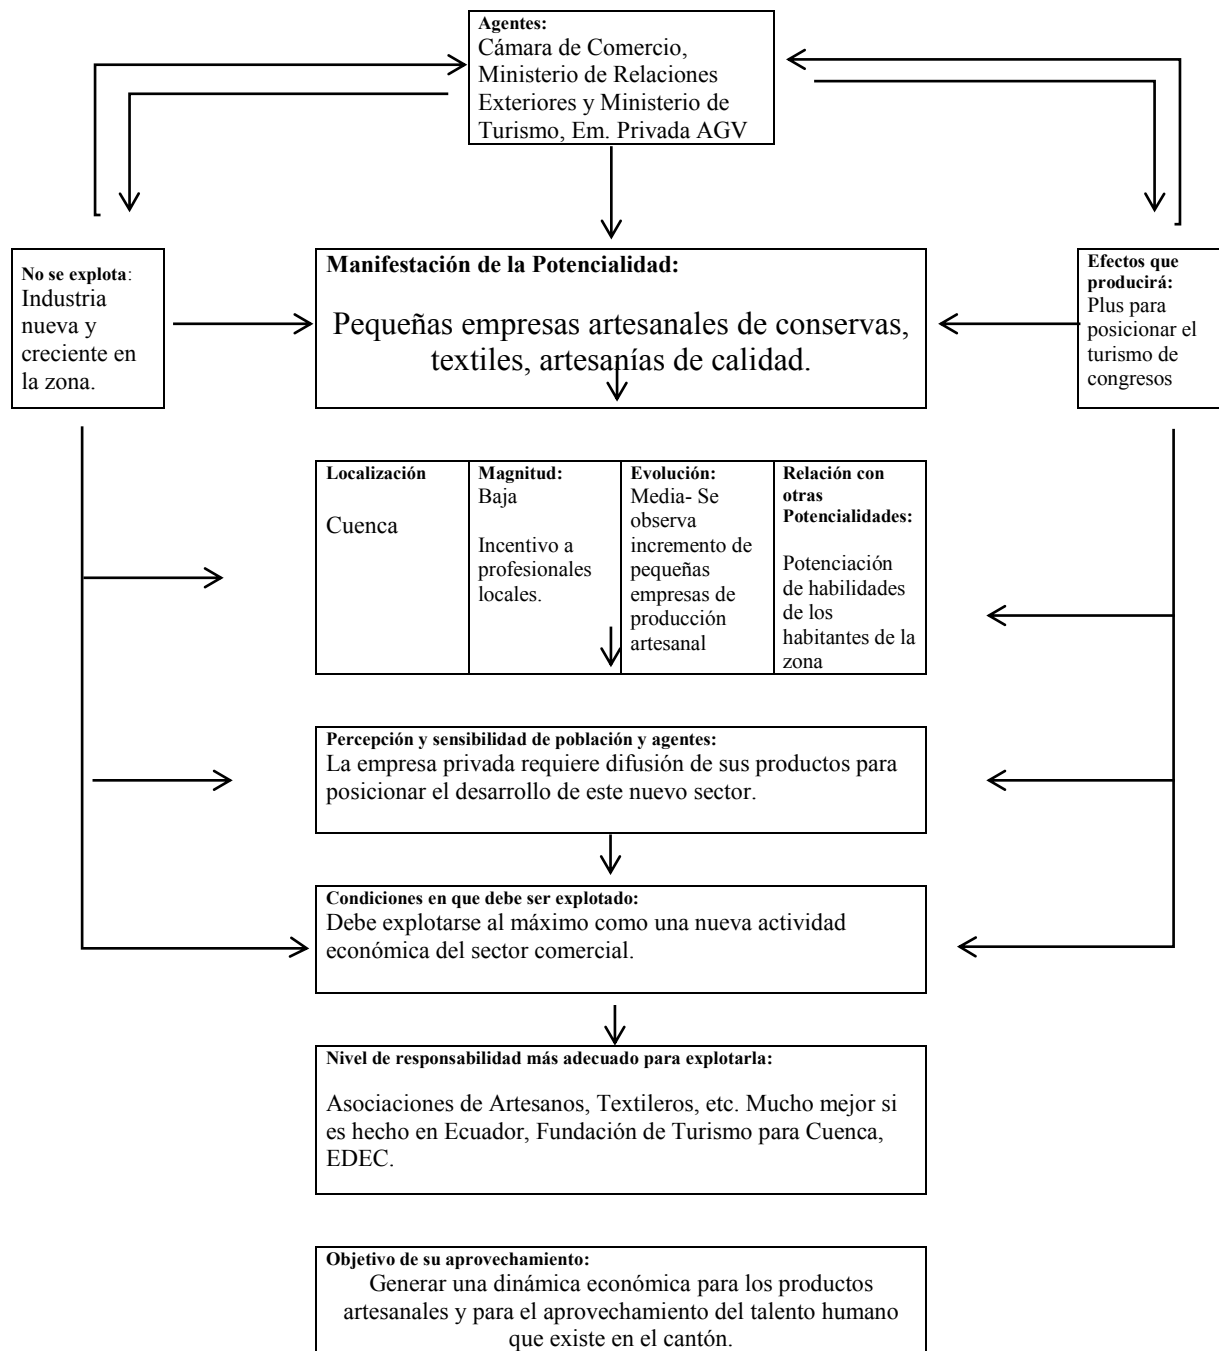 Agentes:
Cámara de Comercio,
Ministerio de Relaciones
Exteriores y Ministerio de
Turismo, Em. Privada AGV
No se explota:
Industria
nueva y
creciente en
la zona.
Manifestación de la Potencialidad:
Pequeñas empresas artesanales de conservas,
textiles, artesanías de calidad.
Efectos que
producirá:
Plus para
posicionar el
turismo de
congresos
Localización
Cuenca
Magnitud:
Baja
Incentivo a
profesionales
locales.
Evolución:
Media- Se
observa
incremento de
pequeñas
empresas de
producción
artesanal
Relación con
otras
Potencialidades:
Potenciación
de habilidades
de los
habitantes de la
zona
Percepción y sensibilidad de población y agentes:
La empresa privada requiere difusión de sus productos para
posicionar el desarrollo de este nuevo sector.
Condiciones en que debe ser explotado:
Debe explotarse al máximo como una nueva actividad
económica del sector comercial.
Nivel de responsabilidad más adecuado para explotarla:
Asociaciones de Artesanos, Textileros, etc. Mucho mejor si
es hecho en Ecuador, Fundación de Turismo para Cuenca,
EDEC.
Objetivo de su aprovechamiento:
Generar una dinámica económica para los productos
artesanales y para el aprovechamiento del talento humano
que existe en el cantón.